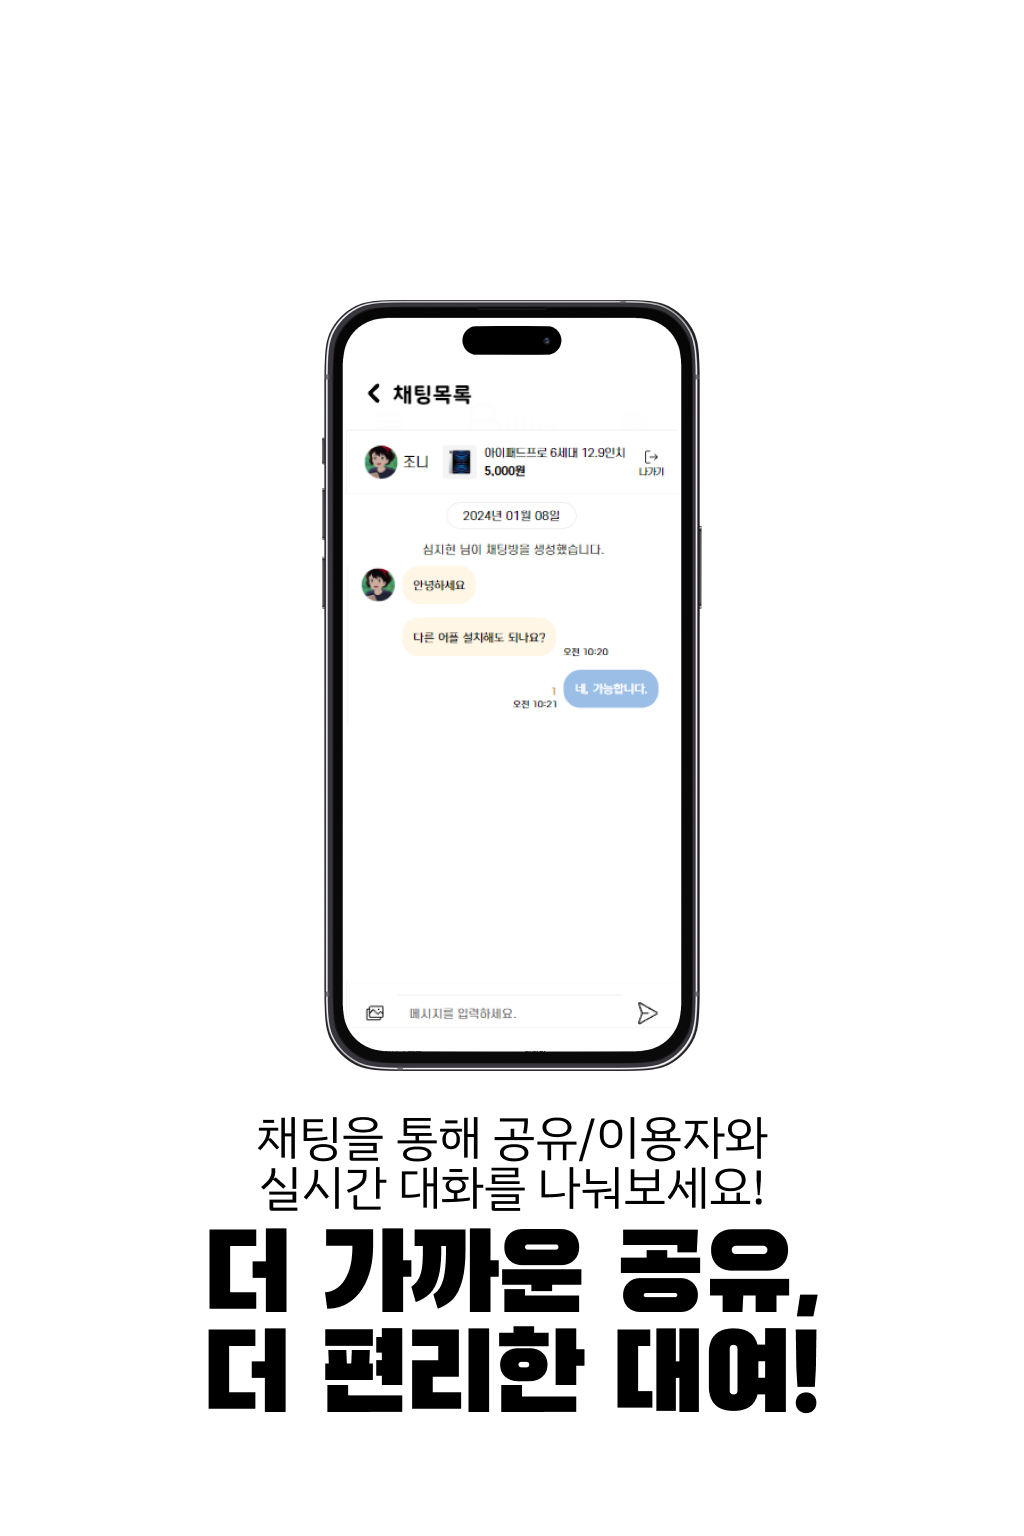 채팅목록
조니
아이패드프로 6세대 12.9인치
5,000원
나가기
2024년 01월 08일
심지현 님이 채팅방을 생성했습니다.
안녕하세요
다른 어플 설치해도 되나요?
오전 10:20
네, 가능합니다.
1
오전 10:21
메시지를 입력하세요.
채팅을 통해 공유/이용자와
실시간 대화를 나눠보세요!
더 가까운 공유,
더 편리한 대여!